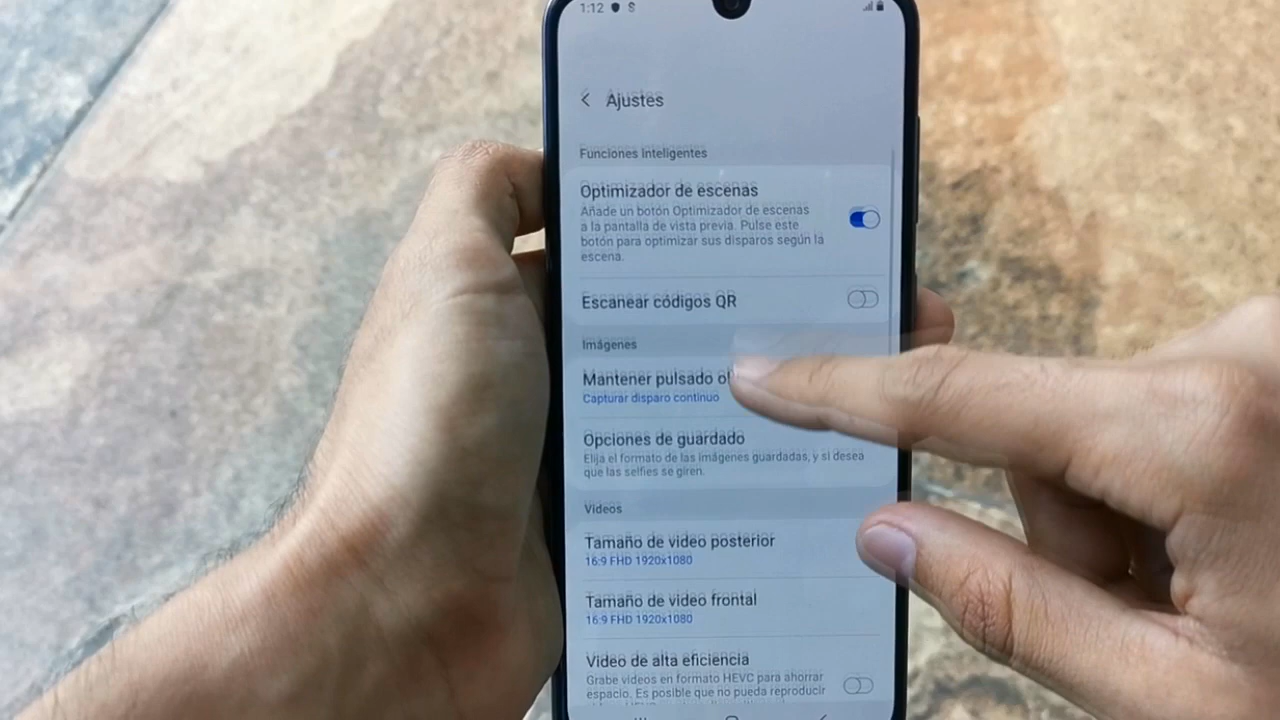 1:12
Ajustes
Funciones Inteligentes
Optimizador de escenas
Añade un botón Optimizador de escenas
a la pantalla de vista previa. Pulse este
botón para optimizar sus disparos según la
escena.
Escanear códigos QR
Imágenes
Mantener pulsado
Capturar disparo continuo
Opciones de guardado
Elija el formato de las imágenes guardadas, y si desea
que las selfies se giren.
Videos
Tamaño de video posterior
16:9 FHD 1920x1080
Tamaño de video frontal
16:9 FHD 1920x1080
Video de alta eficiencia
Grabe videos en formato HEVC para ahorrar
espacio. Es posible que no pueda reproducir